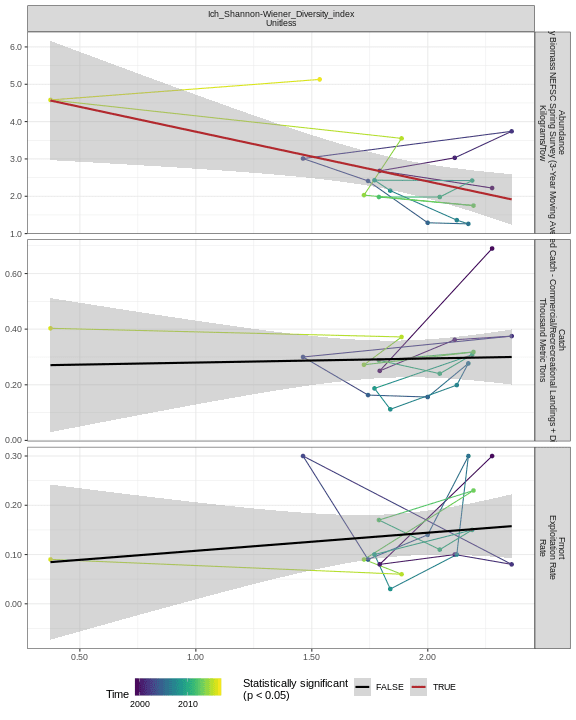 Ich_Shannon-Wiener_Diversity_index
Unitless
6.0
5.0
4.0
3.0
2.0
1.0
Abundance
y Biomass NEFSC Spring Survey (3-Year Moving Ave
Kilograms/tow
0.60
0.40
0.20
0.00
Catch
ed Catch - Commercial/Recreational Landings + D
Thousand Metric Tons
0.30
0.20
0.10
0.00
Fmort
Exploitation Rate
Rate
0.50
1.00
1.50
2.00
Time
2000
2010
Statistically significant
(p < 0.05)
FALSE
TRUE